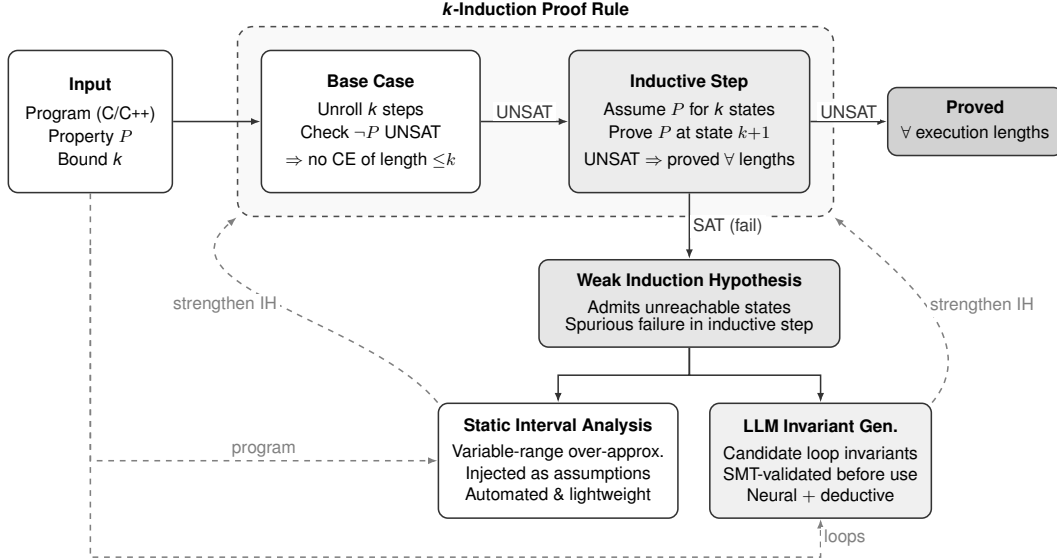 k-Induction Proof Rule
Input
Program (C/C++)
Property P
Bound k
Base Case
Unroll k steps
Check ¬P UNSAT
⇒ no CE of length ≤k
UNSAT
Inductive Step
Assume P for k states
Prove P at state k+1
UNSAT ⇒ proved ∀ lengths
UNSAT
Proved
∀ execution lengths
SAT (fail)
Weak Induction Hypothesis
Admits unreachable states
Spurious failure in inductive step
strengthen IH
strengthen IH
Static Interval Analysis
Variable-range over-approx.
Injected as assumptions
Automated & lightweight
LLM Invariant Gen.
Candidate loop invariants
SMT-validated before use
Neural + deductive
program
loops